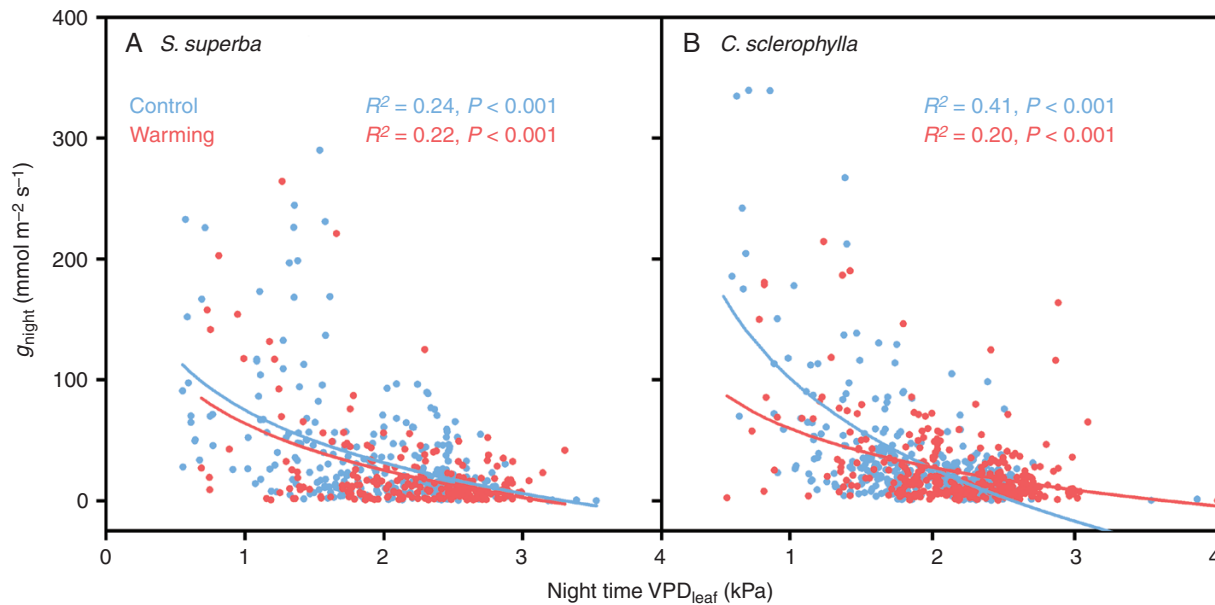 400
300
200
100
0
g_night (mmol m⁻² s⁻¹)
A S. superba
Control
Warming
R² = 0.24, P < 0.001
R² = 0.22, P < 0.001
B C. sclerophylla
R² = 0.41, P < 0.001
R² = 0.20, P < 0.001
0 1 2 3 4 1 2 3 4
Night time VPD_leaf (kPa)